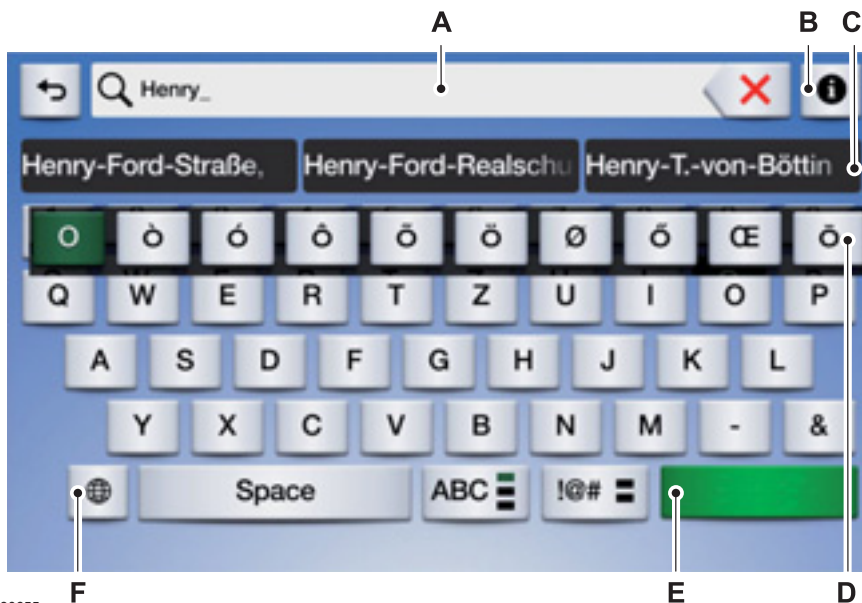 A B C
Henry_
Henry-Ford-Straße, Henry-Ford-Realschu Henry-T.-von-Böttin
O Ò Ó Ô Õ Ö Ø Ő Œ Ō
Q W E R T Z U I O P
A S D F G H J K L
Y X C V B N M - &
Space ABC !@#
F E D